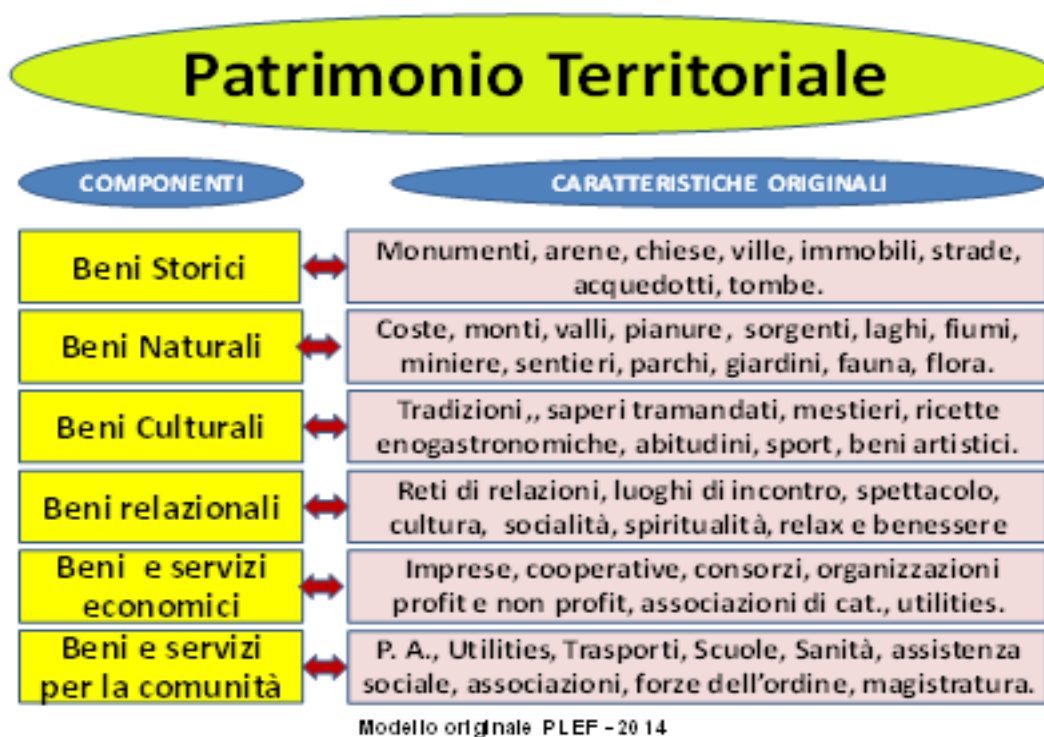 Patrimonio Territoriale
COMPONENTI
CARATTERISTICHE ORIGINALI
Beni Storici
Monumenti, arene, chiese, ville, immobili, strade,
acquedotti, tombe.
Beni Naturali
Coste, monti, valli, pianure, sorgenti, laghi, fiumi,
miniere, sentieri, parchi, giardini, fauna, flora.
Beni Culturali
Tradizioni,, saperi tramandati, mestieri, ricette
enogastronomiche, abitudini, sport, beni artistici.
Beni relazionali
Reti di relazioni, luoghi di incontro, spettacolo,
cultura, socialità, spiritualità, relax e benessere
Beni e servizi
economici
Imprese, cooperative, consorzi, organizzazioni
profit e non profit, associazioni di cat., utilities.
Beni e servizi
per la comunità
P. A., Utilities, Trasporti, Scuole, Sanità, assistenza
sociale, associazioni, forze dell'ordine, magistratura.
Modello originale PLEF - 2014